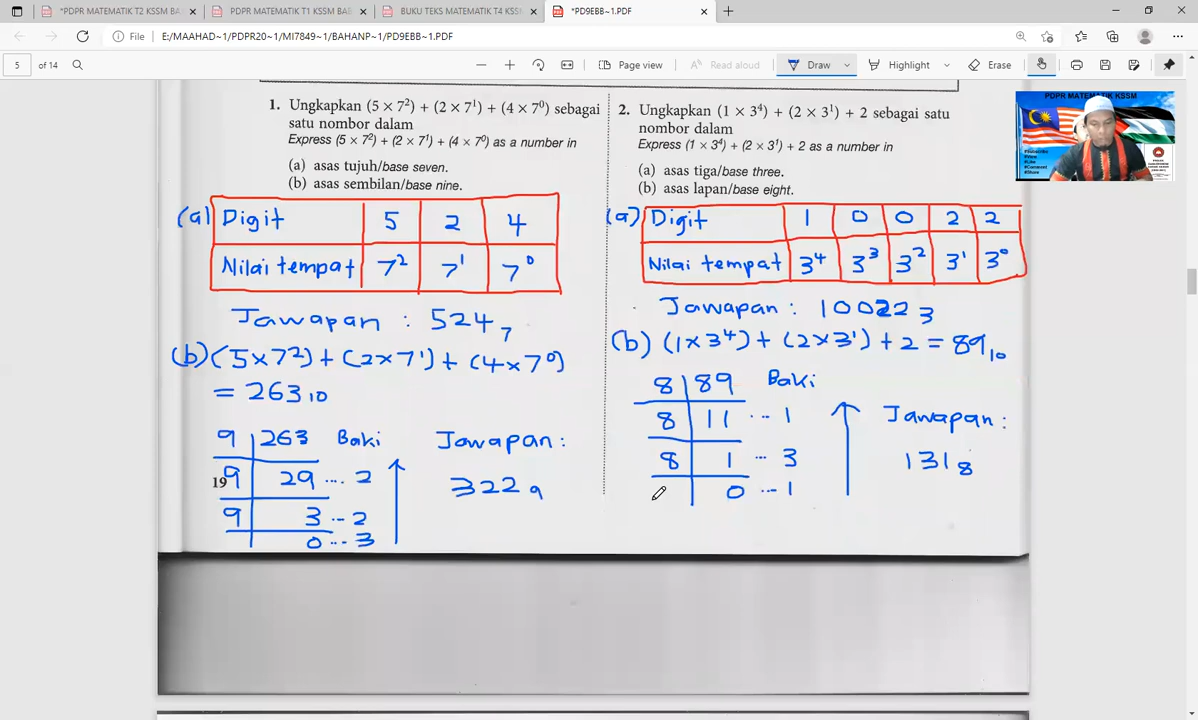 *PDPR MATEMATIK T2 KSSM BA
PDPR MATEMATIK T1 KSSM BAB
BUKU TEKS MATEMATIK T4 KSSM
*PD9EBB~1.PDF
File
E:/MAAHAD~1/PDPR20~1/MI7849~1/BAHANP~1/PD9EBB~1.PDF
5 of 14
Page view
Read aloud
Draw
Highlight
Erase
PDPR MATEMATIK KSSM
1. Ungkapkan (5 × 7²) + (2 × 7¹) + (4 × 7⁰) sebagai
satu nombor dalam
Express (5 × 7²) + (2 × 7¹) + (4 × 7⁰) as a number in
(a) asas tujuh/base seven.
(b) asas sembilan/base nine.
(a) Digit 5 2 4
Nilai tempat 7² 7¹ 7⁰
Jawapan : 524₇
(b) (5×7²) + (2×7¹) + (4×7⁰)
= 263₁₀
9 263 Baki
19
9 29 ... 2
9 3 ... 2
0 ... 3
Jawapan :
322₉
2. Ungkapkan (1 × 3⁴) + (2 × 3¹) + 2 sebagai satu
nombor dalam
Express (1 × 3⁴) + (2 × 3¹) + 2 as a number in
(a) asas tiga/base three.
(b) asas lapan/base eight.
(a) Digit 1 0 0 2 2
Nilai tempat 3⁴ 3³ 3² 3¹ 3⁰
Jawapan : 10022₃
(b) (1×3⁴) + (2×3¹) + 2 = 89₁₀
8 89 Baki
8 11 ... 1
8 1 ... 3
0 ... 1
Jawapan :
131₈